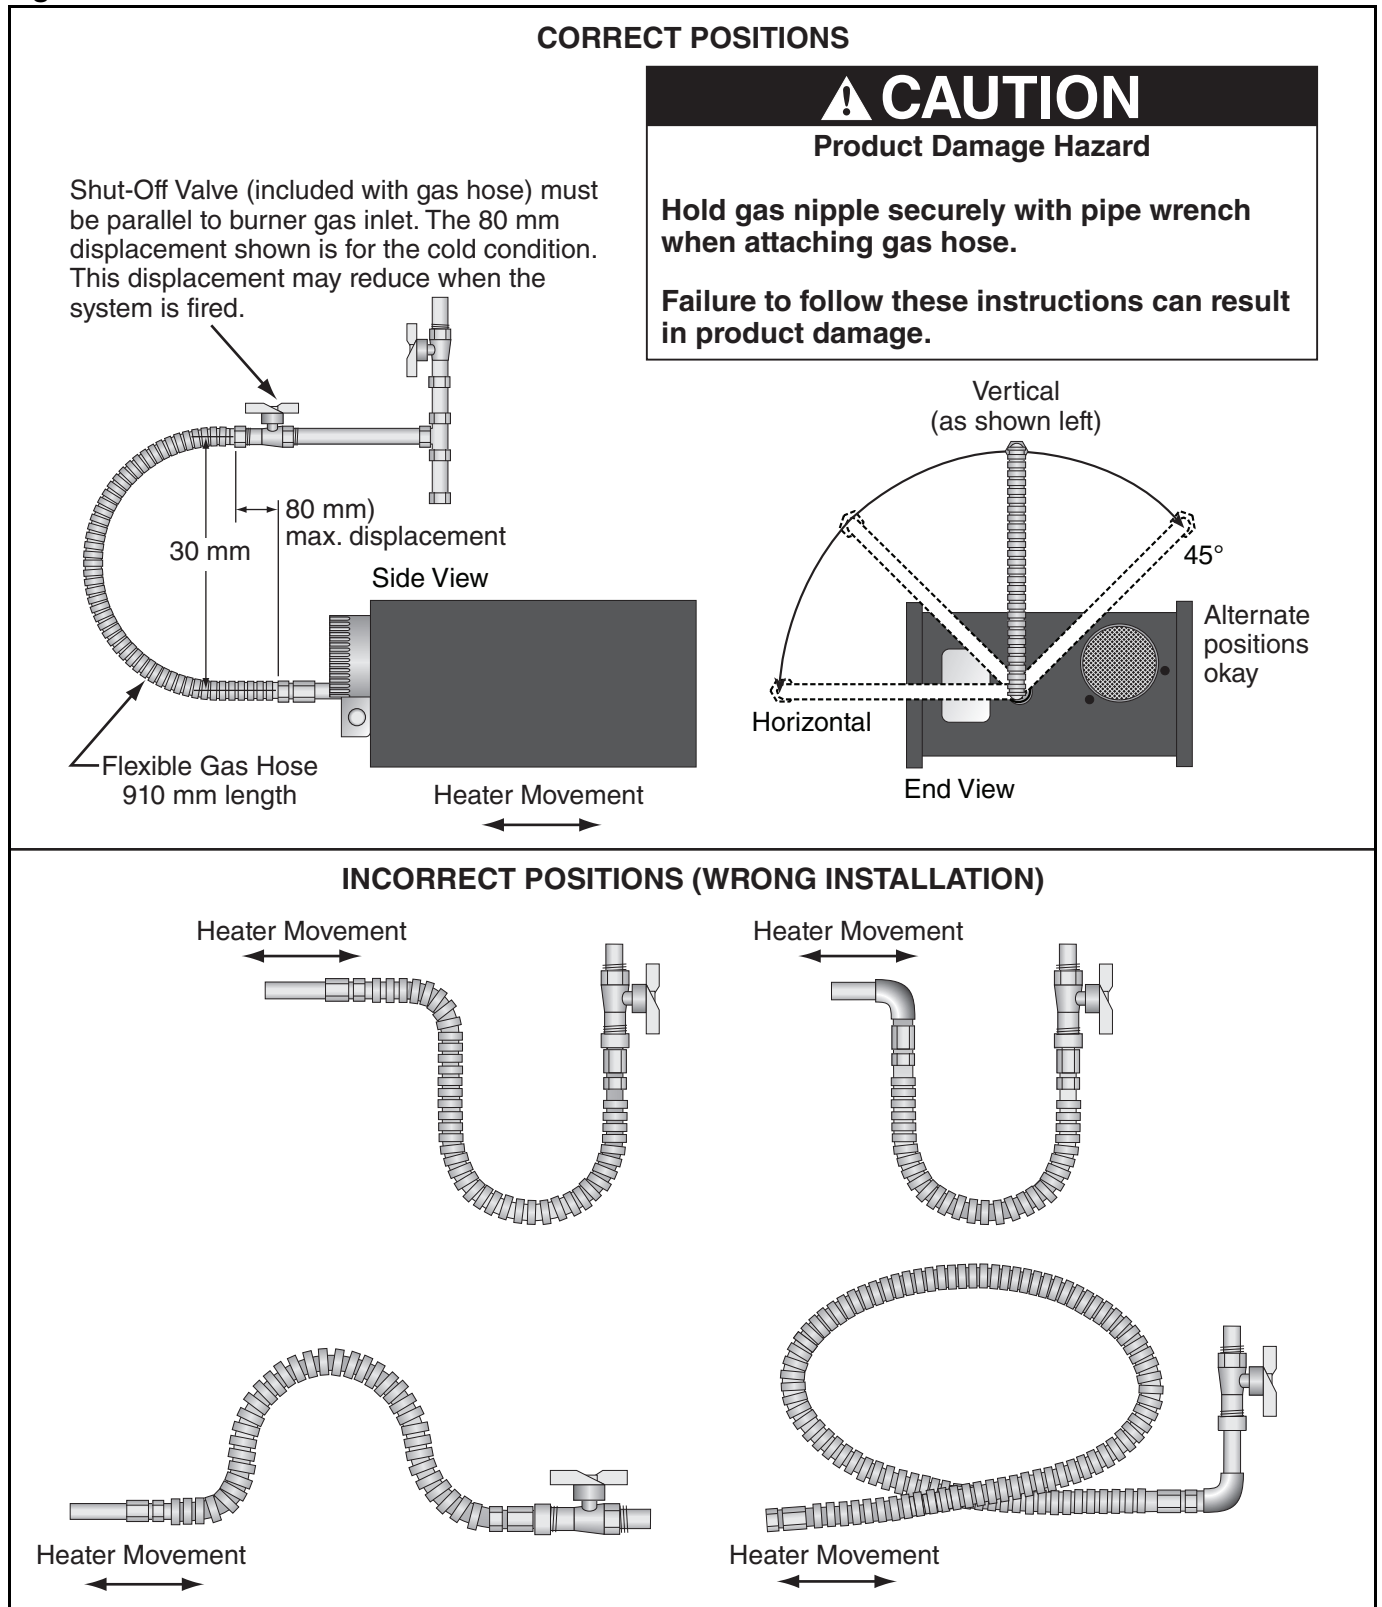 CORRECT POSITIONS
CAUTION
Product Damage Hazard
Hold gas nipple securely with pipe wrench
when attaching gas hose.
Failure to follow these instructions can result
in product damage.
Shut-Off Valve (included with gas hose) must
be parallel to burner gas inlet. The 80 mm
displacement shown is for the cold condition.
This displacement may reduce when the
system is fired.
80 mm)
max. displacement
30 mm
Side View
Flexible Gas Hose
910 mm length
Heater Movement
Vertical
(as shown left)
45°
Alternate
positions
okay
Horizontal
End View
INCORRECT POSITIONS (WRONG INSTALLATION)
Heater Movement
Heater Movement
Heater Movement
Heater Movement